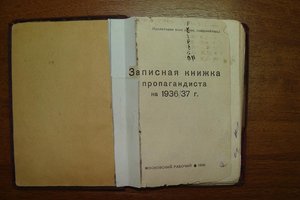 Записная книжка
пропагандиста
на 1936/37 г.
МОСКОВСКИЙ РАБОЧИЙ